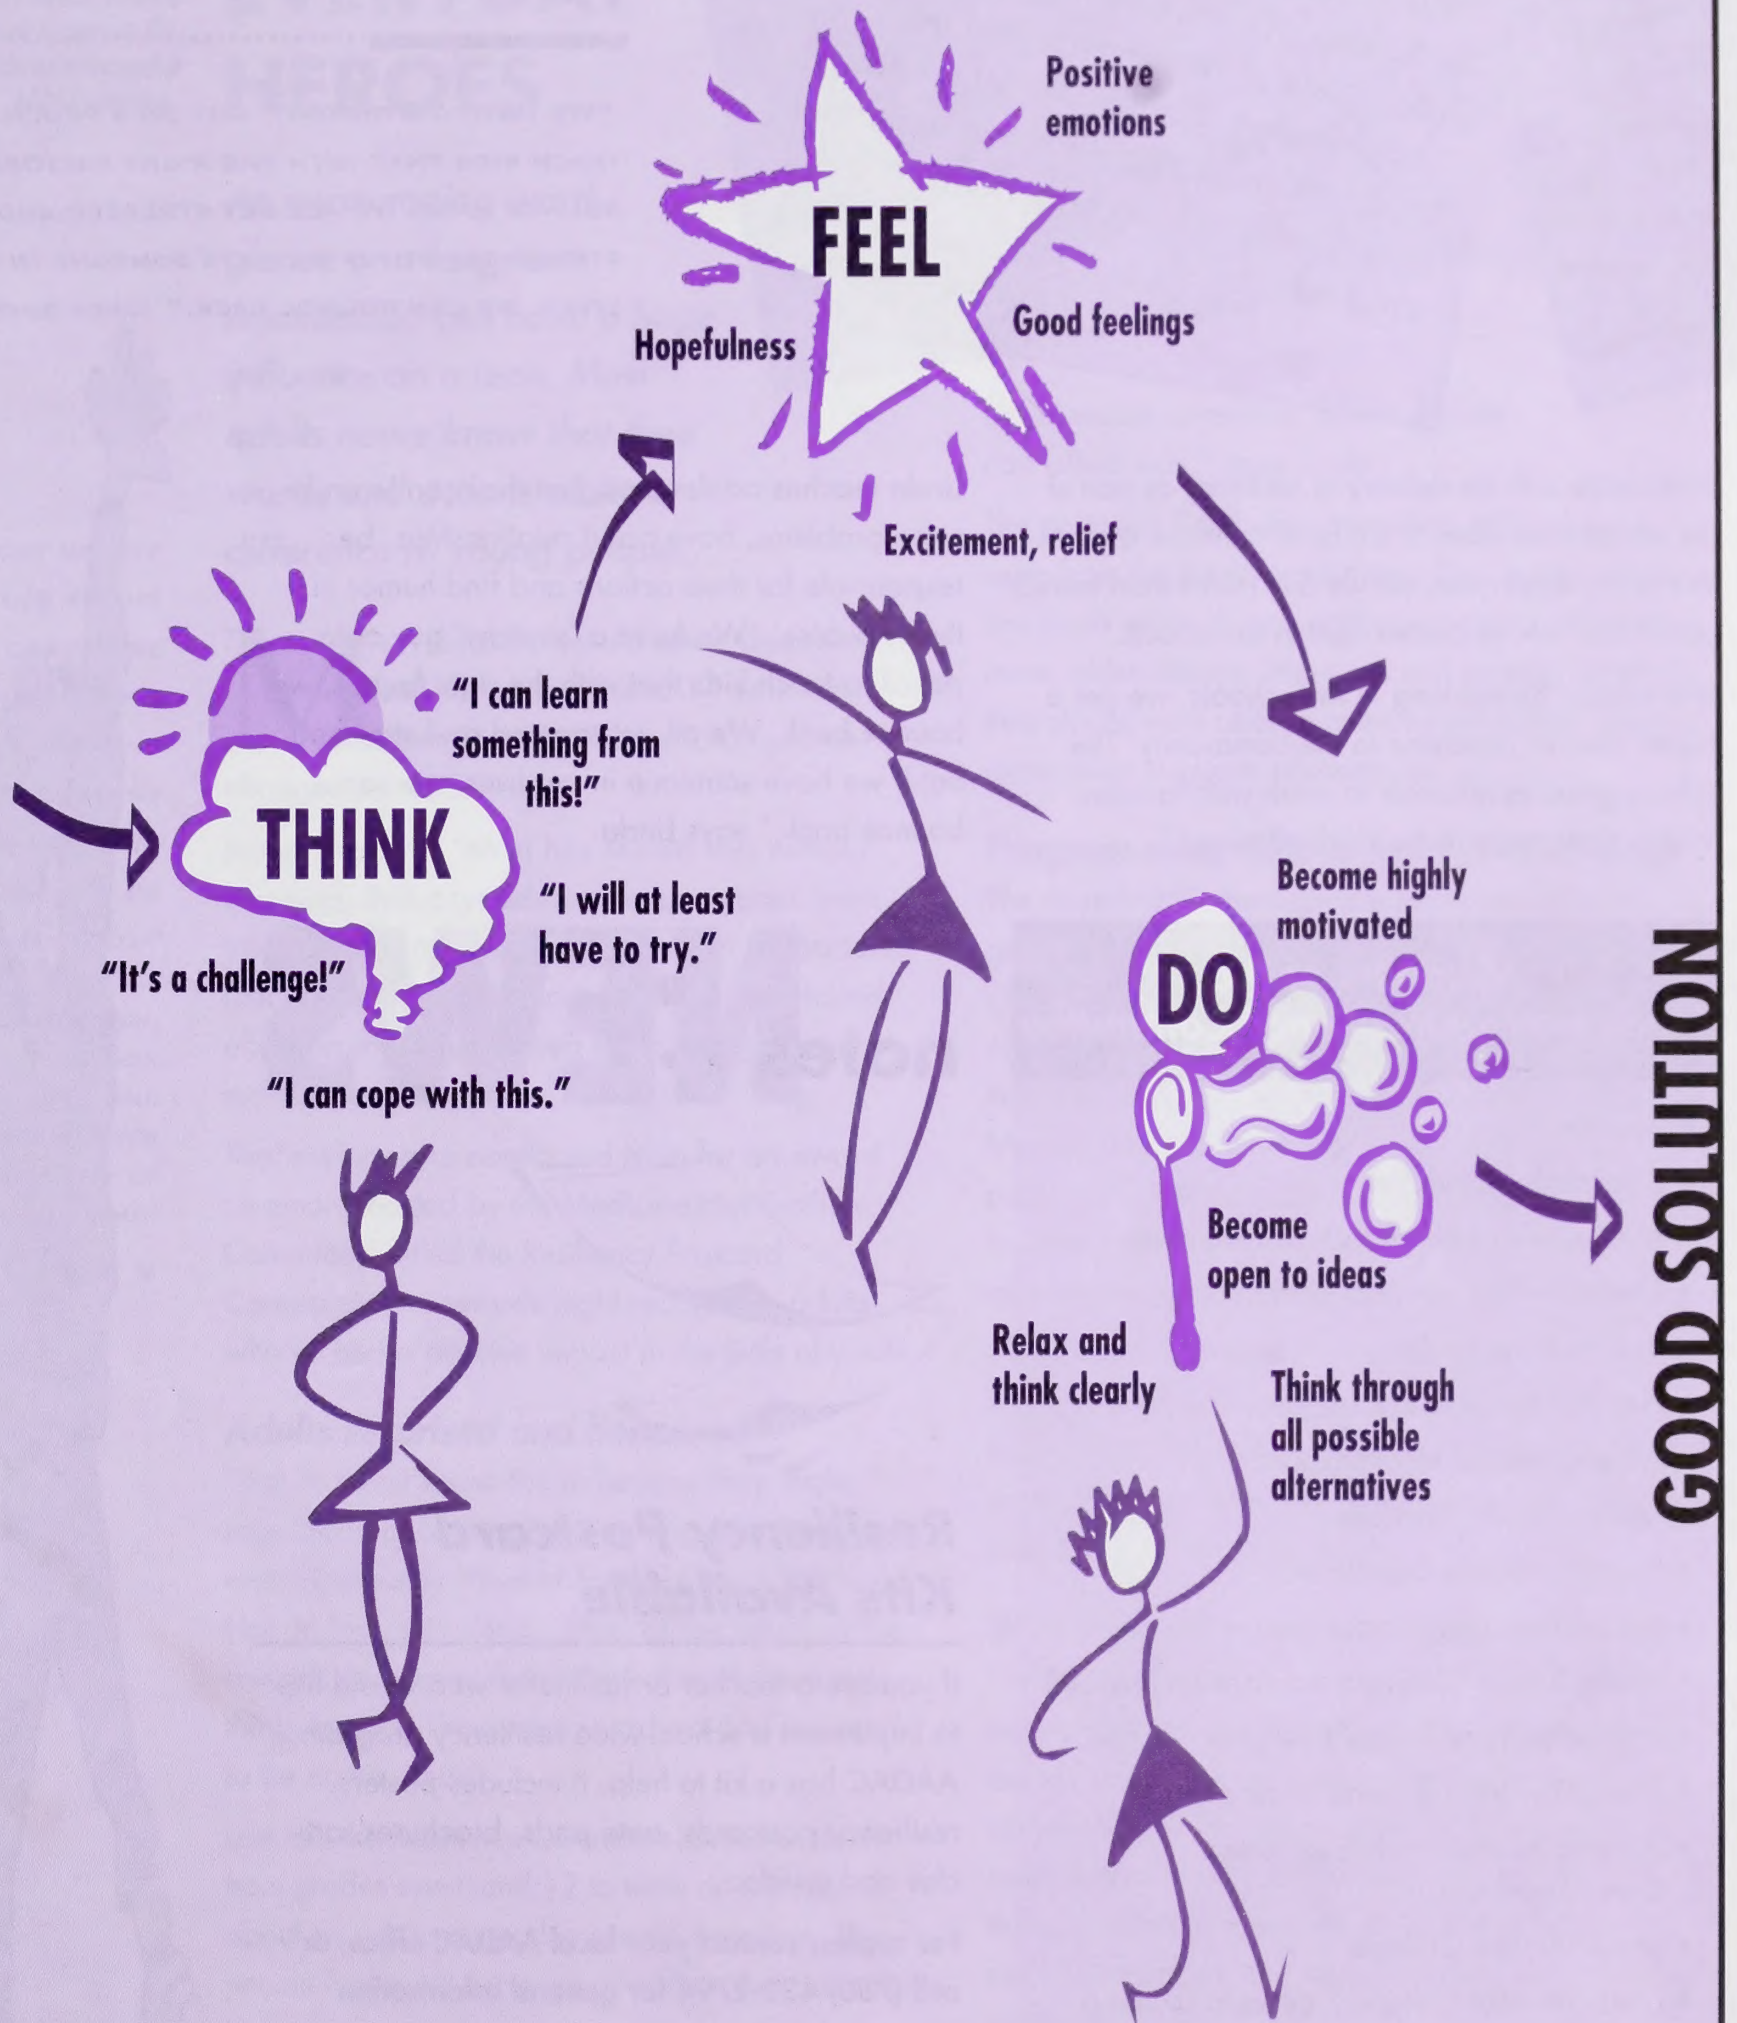 Positive
emotions
FEEL
Good feelings
Hopefulness
Excitement, relief
"I can learn
something from
this!"
THINK
"I will at least
have to try."
"It's a challenge!"
"I can cope with this."
Become highly
motivated
DO
Become
open to ideas
Relax and
think clearly
Think through
all possible
alternatives
GOOD SOLUTION